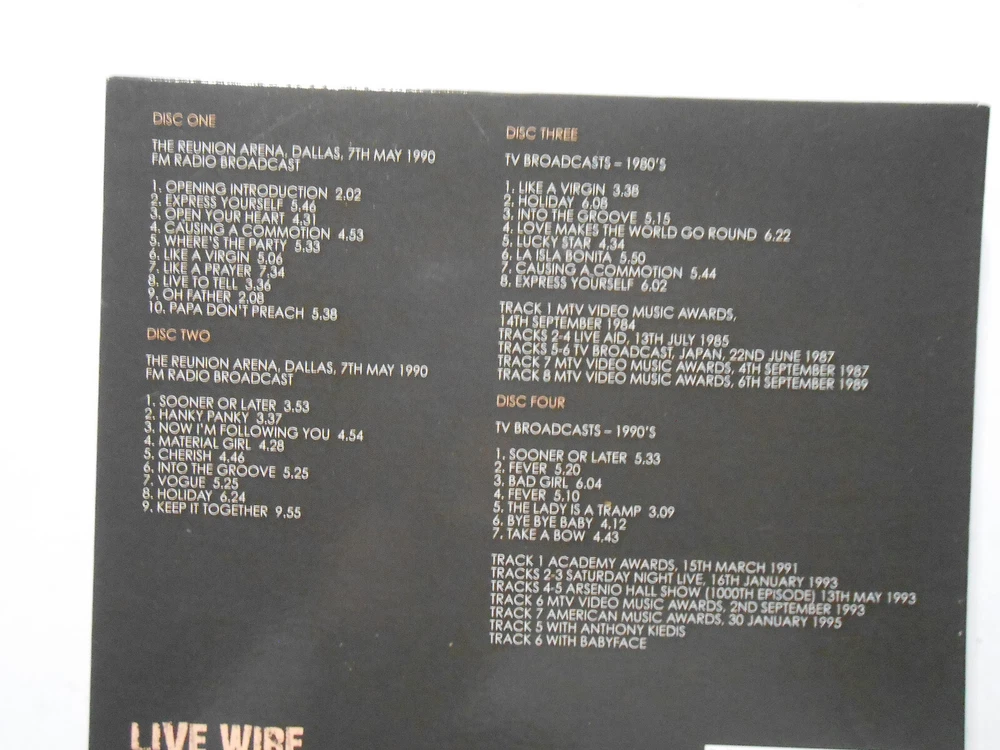 DISC ONE
THE REUNION ARENA, DALLAS, 7TH MAY 1990
FM RADIO BROADCAST
1. OPENING INTRODUCTION 2.02
2. EXPRESS YOURSELF 5.46
3. OPEN YOUR HEART 4.31
4. CAUSING A COMMOTION 4.53
5. WHERE'S THE PARTY 5.33
6. LIKE A VIRGIN 5.06
7. LIKE A PRAYER 7.34
8. LIVE TO TELL 3.36
9. OH FATHER 2.08
10. PAPA DON'T PREACH 5.38
DISC TWO
THE REUNION ARENA, DALLAS, 7TH MAY 1990
FM RADIO BROADCAST
1. SOONER OR LATER 3.53
2. HANKY PANKY 3.37
3. NOW I'M FOLLOWING YOU 4.54
4. MATERIAL GIRL 4.28
5. CHERISH 4.46
6. INTO THE GROOVE 5.25
7. VOGUE 5.25
8. HOLIDAY 6.24
9. KEEP IT TOGETHER 9.55
DISC THREE
TV BROADCASTS – 1980'S
1. LIKE A VIRGIN 3.38
2. HOLIDAY 6.08
3. INTO THE GROOVE 5.15
4. LOVE MAKES THE WORLD GO ROUND 6.22
5. LUCKY STAR 4.34
6. LA ISLA BONITA 5.50
7. CAUSING A COMMOTION 5.44
8. EXPRESS YOURSELF 6.02
TRACK 1 MTV VIDEO MUSIC AWARDS,
14TH SEPTEMBER 1984
TRACKS 2-4 LIVE AID, 13TH JULY 1985
TRACKS 5-6 TV BROADCAST, JAPAN, 22ND JUNE 1987
TRACK 7 MTV VIDEO MUSIC AWARDS, 4TH SEPTEMBER 1987
TRACK 8 MTV VIDEO MUSIC AWARDS, 6TH SEPTEMBER 1989
DISC FOUR
TV BROADCASTS – 1990'S
1. SOONER OR LATER 5.33
2. FEVER 5.20
3. BAD GIRL 6.04
4. FEVER 5.10
5. THE LADY IS A TRAMP 3.09
6. BYE BYE BABY 4.12
7. TAKE A BOW 4.43
TRACK 1 ACADEMY AWARDS, 15TH MARCH 1991
TRACKS 2-3 SATURDAY NIGHT LIVE, 16TH JANUARY 1993
TRACKS 4-5 ARSENIO HALL SHOW (1000TH EPISODE) 13TH MAY 1993
TRACK 6 MTV VIDEO MUSIC AWARDS, 2ND SEPTEMBER 1993
TRACK 7 AMERICAN MUSIC AWARDS, 30 JANUARY 1995
TRACK 5 WITH ANTHONY KIEDIS
TRACK 6 WITH BABYFACE
LIVE WIRE